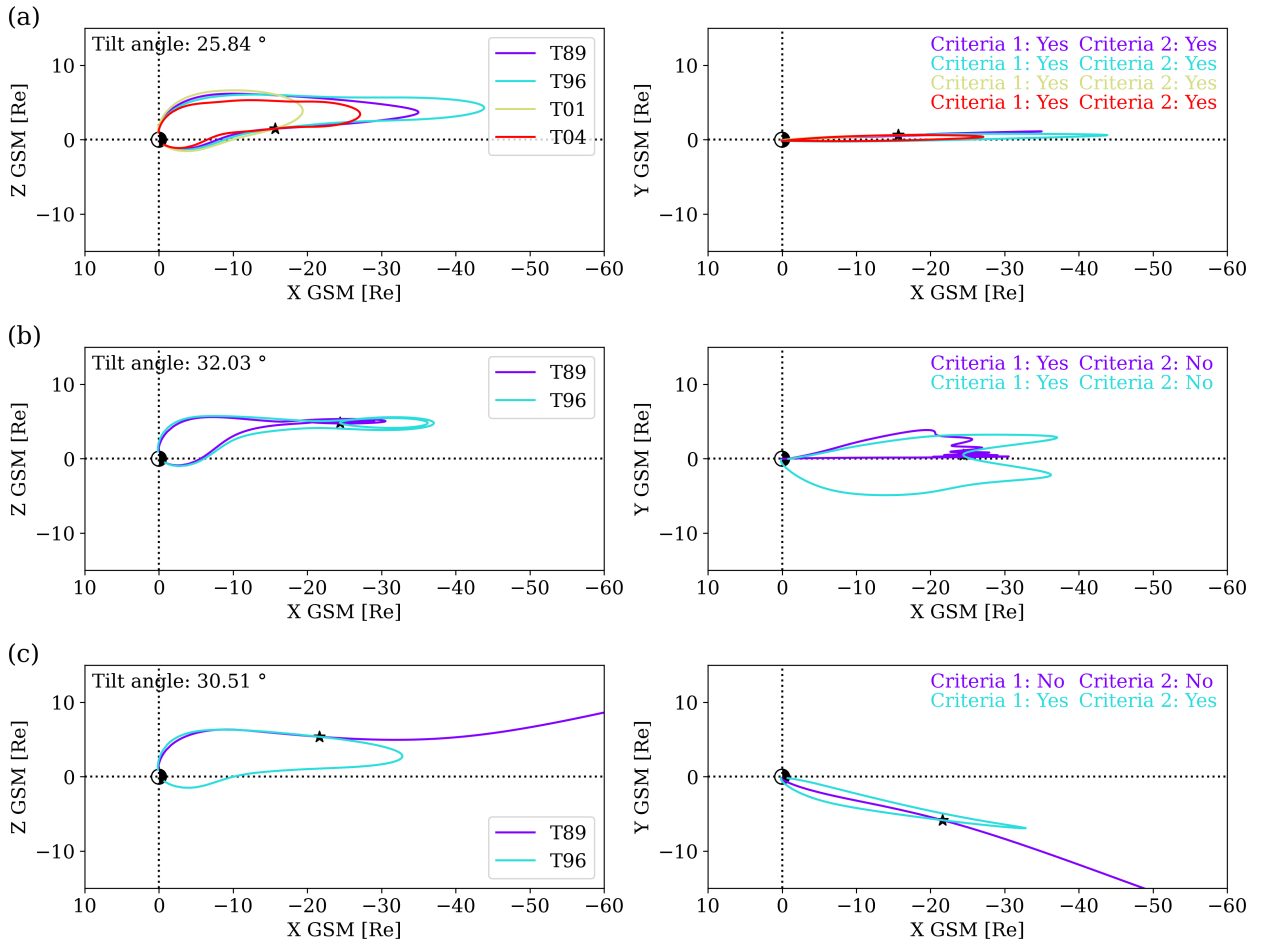 (a)
Tilt angle: 25.84 °
T89
T96
T01
T04
10
0
−10
Z GSM [Re]
10 0 −10 −20 −30 −40 −50 −60
X GSM [Re]
Criteria 1: Yes Criteria 2: Yes
Criteria 1: Yes Criteria 2: Yes
Criteria 1: Yes Criteria 2: Yes
Criteria 1: Yes Criteria 2: Yes
10
0
−10
Y GSM [Re]
10 0 −10 −20 −30 −40 −50 −60
X GSM [Re]
(b)
Tilt angle: 32.03 °
T89
T96
10
0
−10
Z GSM [Re]
10 0 −10 −20 −30 −40 −50 −60
X GSM [Re]
Criteria 1: Yes Criteria 2: No
Criteria 1: Yes Criteria 2: No
10
0
−10
Y GSM [Re]
10 0 −10 −20 −30 −40 −50 −60
X GSM [Re]
(c)
Tilt angle: 30.51 °
T89
T96
10
0
−10
Z GSM [Re]
10 0 −10 −20 −30 −40 −50 −60
X GSM [Re]
Criteria 1: No Criteria 2: No
Criteria 1: Yes Criteria 2: Yes
10
0
−10
Y GSM [Re]
10 0 −10 −20 −30 −40 −50 −60
X GSM [Re]